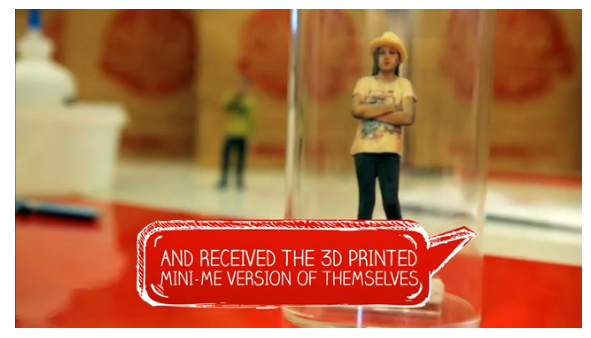 AND RECEIVED THE 3D PRINTED
MINI-ME VERSION OF THEMSELVES